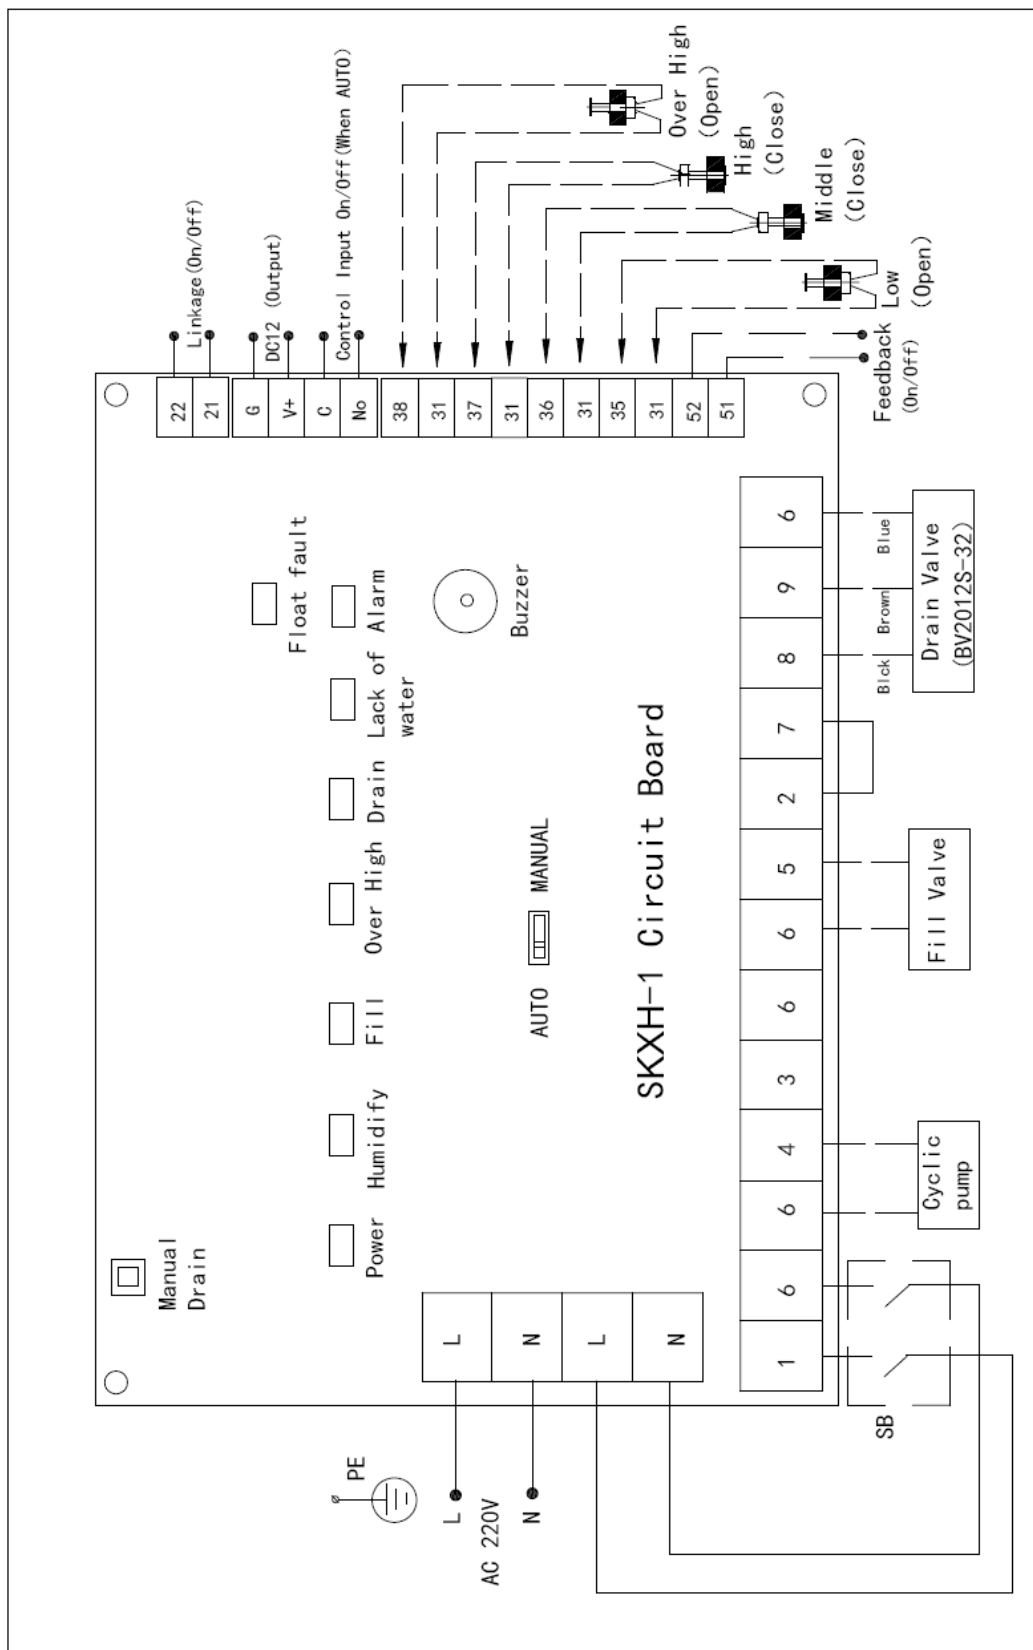 PE
L
N
AC 220V
Manual
Drain
Power
Humidify
Fill
Over High
Drain
Lack of
water
Alarm
Float fault
Buzzer
AUTO
MANUAL
SKXH-1 Circuit Board
L
N
L
N
22
21
G
V+
C
No
38
31
37
31
36
31
35
31
52
51
Linkage(On/Off)
DC12 (Output)
Control Input On/Off(When AUTO)
Over High
(Open)
High
(Close)
Middle
(Close)
Low
(Open)
Feedback
(On/Off)
1
6
6
4
3
6
6
5
2
7
8
9
6
SB
Cyclic
pump
Fill Valve
Blck
Brown
Blue
Drain Valve
(BV2012S-32)